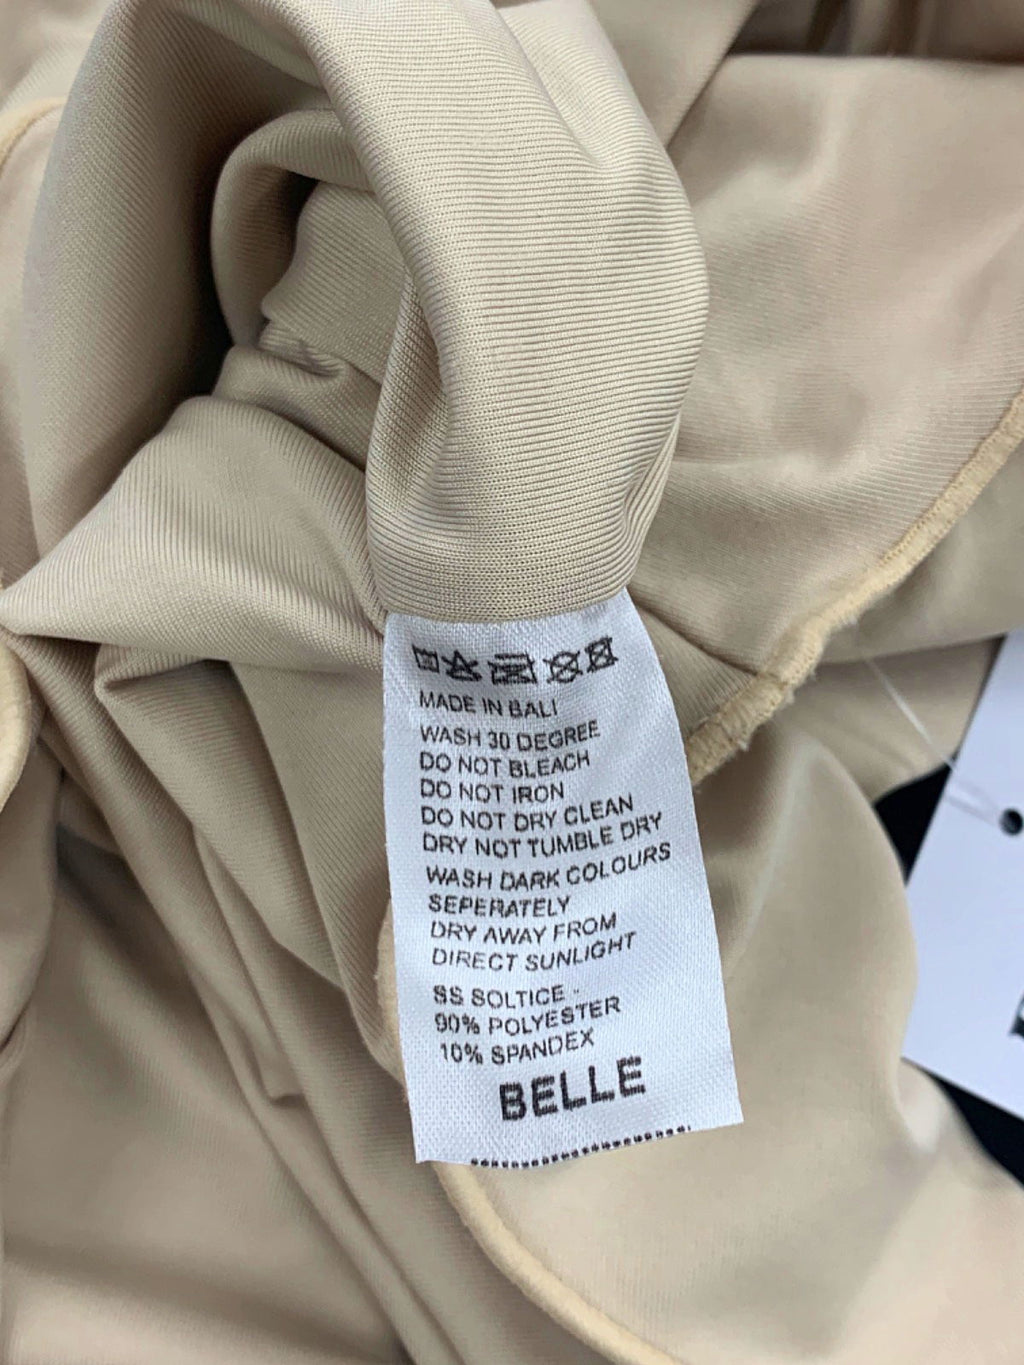 MADE IN BALI
WASH 30 DEGREE
DO NOT BLEACH
DO NOT IRON
DO NOT DRY CLEAN
DRY NOT TUMBLE DRY
WASH DARK COLOURS
SEPERATELY
DRY AWAY FROM
DIRECT SUNLIGHT
SS SOLTICE -
90% POLYESTER
10% SPANDEX
BELLE